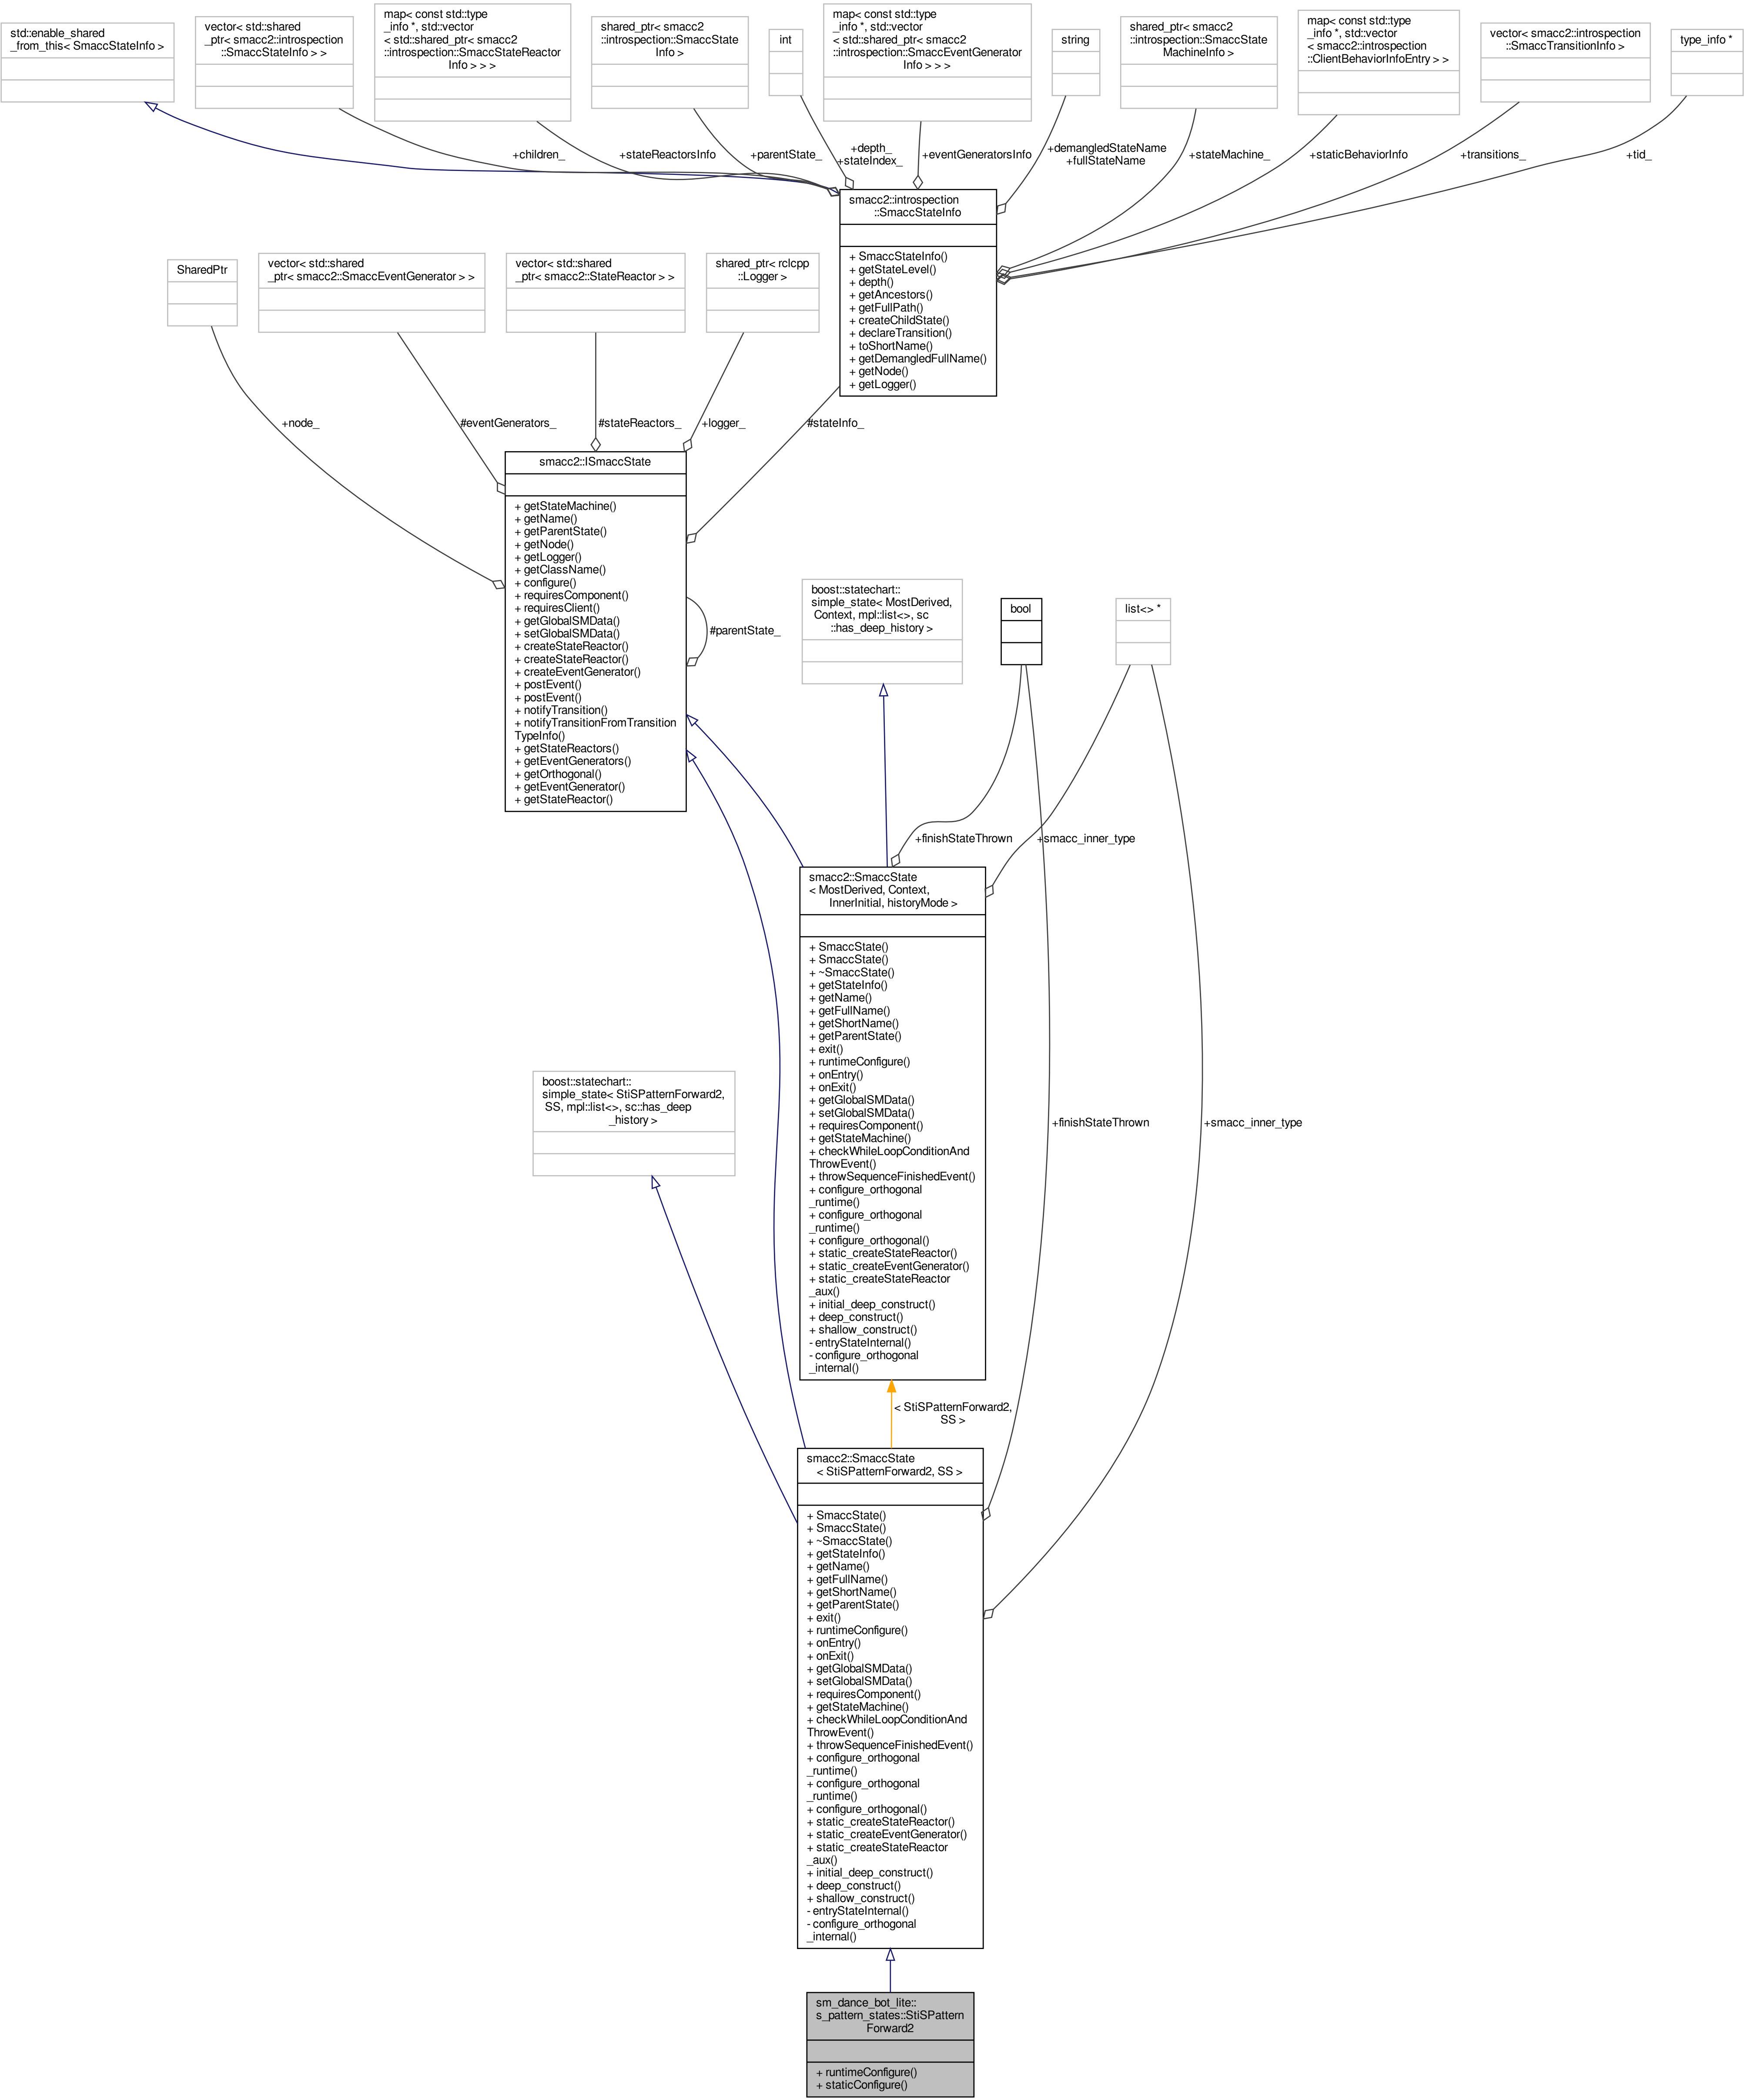 std::enable_shared
_from_this< SmaccStateInfo >
vector< std::shared
_ptr< smacc2::introspection
::SmaccStateInfo > >
map< const std::type
_info *, std::vector
< std::shared_ptr< smacc2
::introspection::SmaccStateReactor
Info > > >
shared_ptr< smacc2
::introspection::SmaccState
Info >
int
map< const std::type
_info *, std::vector
< std::shared_ptr< smacc2
::introspection::SmaccEventGenerator
Info > > >
string
shared_ptr< smacc2
::introspection::SmaccState
MachineInfo >
map< const std::type
_info *, std::vector
< smacc2::introspection
::ClientBehaviorInfoEntry > >
vector< smacc2::introspection
::SmaccTransitionInfo >
type_info *
+children_
+stateReactorsInfo
+parentState_
+depth_
+stateIndex_
+eventGeneratorsInfo
+demangledStateName
+fullStateName
+stateMachine_
+staticBehaviorInfo
+transitions_
+tid_
smacc2::introspection
::SmaccStateInfo
+ SmaccStateInfo()
+ getStateLevel()
+ depth()
+ getAncestors()
+ getFullPath()
+ createChildState()
+ declareTransition()
+ toShortName()
+ getDemangledFullName()
+ getNode()
+ getLogger()
SharedPtr
vector< std::shared
_ptr< smacc2::SmaccEventGenerator > >
vector< std::shared
_ptr< smacc2::StateReactor > >
shared_ptr< rclcpp
::Logger >
+node_
#eventGenerators_
#stateReactors_
+logger_
#stateInfo_
smacc2::ISmaccState
+ getStateMachine()
+ getName()
+ getParentState()
+ getNode()
+ getLogger()
+ getClassName()
+ configure()
+ requiresComponent()
+ requiresClient()
+ getGlobalSMData()
+ setGlobalSMData()
+ createStateReactor()
+ createStateReactor()
+ createEventGenerator()
+ postEvent()
+ postEvent()
+ notifyTransition()
+ notifyTransitionFromTransition
TypeInfo()
+ getStateReactors()
+ getEventGenerators()
+ getOrthogonal()
+ getEventGenerator()
+ getStateReactor()
#parentState_
boost::statechart::
simple_state< MostDerived,
Context, mpl::list<>, sc
::has_deep_history >
bool
list<> *
+finishStateThrown
+smacc_inner_type
smacc2::SmaccState
< MostDerived, Context,
InnerInitial, historyMode >
+ SmaccState()
+ SmaccState()
+ ~SmaccState()
+ getStateInfo()
+ getName()
+ getFullName()
+ getShortName()
+ getParentState()
+ exit()
+ runtimeConfigure()
+ onEntry()
+ onExit()
+ getGlobalSMData()
+ setGlobalSMData()
+ requiresComponent()
+ getStateMachine()
+ checkWhileLoopConditionAnd
ThrowEvent()
+ throwSequenceFinishedEvent()
+ configure_orthogonal
_runtime()
+ configure_orthogonal
_runtime()
+ configure_orthogonal()
+ static_createStateReactor()
+ static_createEventGenerator()
+ static_createStateReactor
_aux()
+ initial_deep_construct()
+ deep_construct()
+ shallow_construct()
- entryStateInternal()
- configure_orthogonal
_internal()
boost::statechart::
simple_state< StiSPatternForward2,
SS, mpl::list<>, sc::has_deep
_history >
+finishStateThrown
+smacc_inner_type
< StiSPatternForward2,
SS >
smacc2::SmaccState
< StiSPatternForward2, SS >
+ SmaccState()
+ SmaccState()
+ ~SmaccState()
+ getStateInfo()
+ getName()
+ getFullName()
+ getShortName()
+ getParentState()
+ exit()
+ runtimeConfigure()
+ onEntry()
+ onExit()
+ getGlobalSMData()
+ setGlobalSMData()
+ requiresComponent()
+ getStateMachine()
+ checkWhileLoopConditionAnd
ThrowEvent()
+ throwSequenceFinishedEvent()
+ configure_orthogonal
_runtime()
+ configure_orthogonal
_runtime()
+ configure_orthogonal()
+ static_createStateReactor()
+ static_createEventGenerator()
+ static_createStateReactor
_aux()
+ initial_deep_construct()
+ deep_construct()
+ shallow_construct()
- entryStateInternal()
- configure_orthogonal
_internal()
sm_dance_bot_lite::
s_pattern_states::StiSPattern
Forward2
+ runtimeConfigure()
+ staticConfigure()